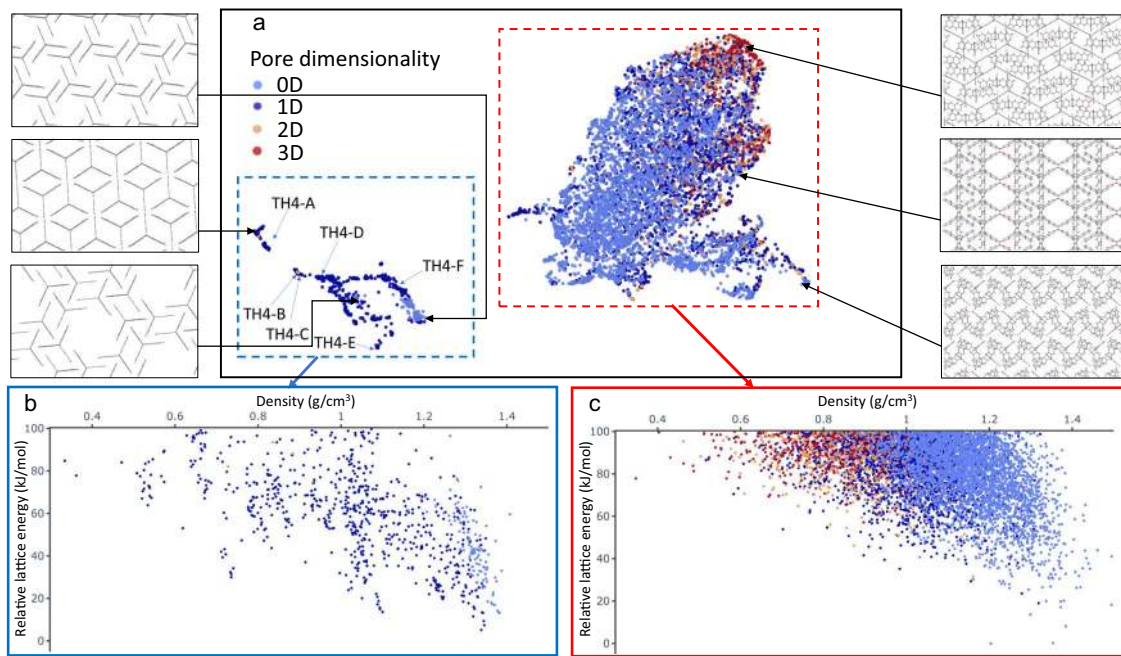 a
Pore dimensionality
0D
1D
2D
3D
TH4-A
TH4-D
TH4-F
TH4-B
TH4-C
TH4-E
b
Density (g/cm³)
0.4 0.6 0.8 1 1.2 1.4
Relative lattice energy (kJ/mol)
100
80
60
40
20
0
c
Density (g/cm³)
0.4 0.6 0.8 1 1.2 1.4
Relative lattice energy (kJ/mol)
100
80
60
40
20
0